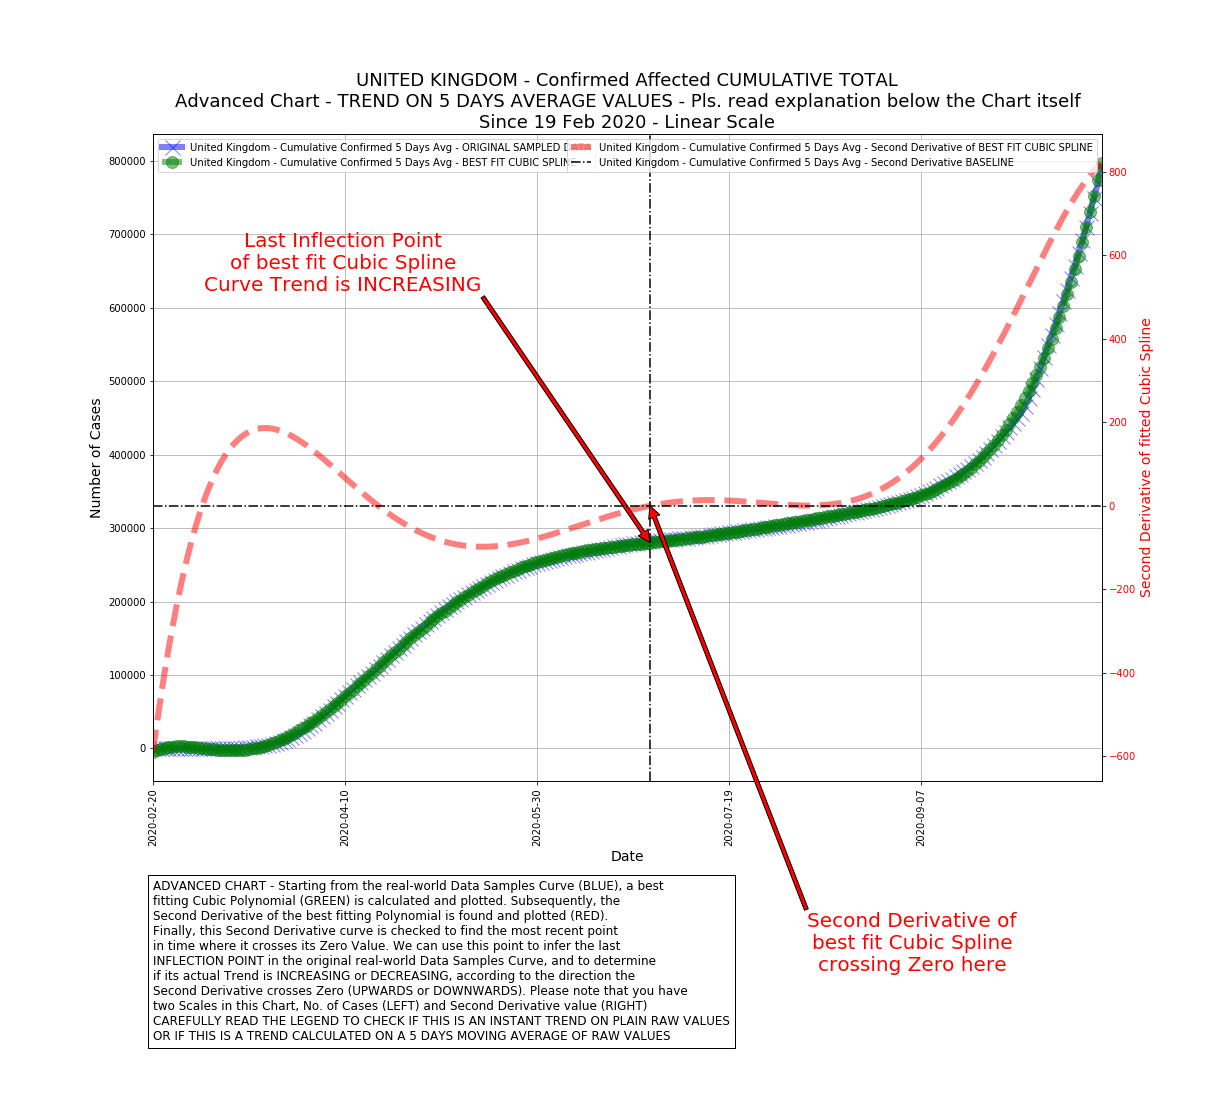 UNITED KINGDOM - Confirmed Affected CUMULATIVE TOTAL
Advanced Chart - TREND ON 5 DAYS AVERAGE VALUES - Pls. read explanation below the Chart itself
Since 19 Feb 2020 - Linear Scale
United Kingdom - Cumulative Confirmed 5 Days Avg - ORIGINAL SAMPLED DATA
United Kingdom - Cumulative Confirmed 5 Days Avg - BEST FIT CUBIC SPLINE
United Kingdom - Cumulative Confirmed 5 Days Avg - Second Derivative of BEST FIT CUBIC SPLINE
United Kingdom - Cumulative Confirmed 5 Days Avg - Second Derivative BASELINE
Last Inflection Point
of best fit Cubic Spline
Curve Trend is INCREASING
Number of Cases
800000
700000
600000
500000
400000
300000
200000
100000
0
800
600
400
200
0
−200
−400
−600
Second Derivative of fitted Cubic Spline
2020-02-20
2020-04-10
2020-05-30
2020-07-19
2020-09-07
Date
ADVANCED CHART - Starting from the real-world Data Samples Curve (BLUE), a best
fitting Cubic Polynomial (GREEN) is calculated and plotted. Subsequently, the
Second Derivative of the best fitting Polynomial is found and plotted (RED).
Finally, this Second Derivative curve is checked to find the most recent point
in time where it crosses its Zero Value. We can use this point to infer the last
INFLECTION POINT in the original real-world Data Samples Curve, and to determine
if its actual Trend is INCREASING or DECREASING, according to the direction the
Second Derivative crosses Zero (UPWARDS or DOWNWARDS). Please note that you have
two Scales in this Chart, No. of Cases (LEFT) and Second Derivative value (RIGHT)
CAREFULLY READ THE LEGEND TO CHECK IF THIS IS AN INSTANT TREND ON PLAIN RAW VALUES
OR IF THIS IS A TREND CALCULATED ON A 5 DAYS MOVING AVERAGE OF RAW VALUES
Second Derivative of
best fit Cubic Spline
crossing Zero here